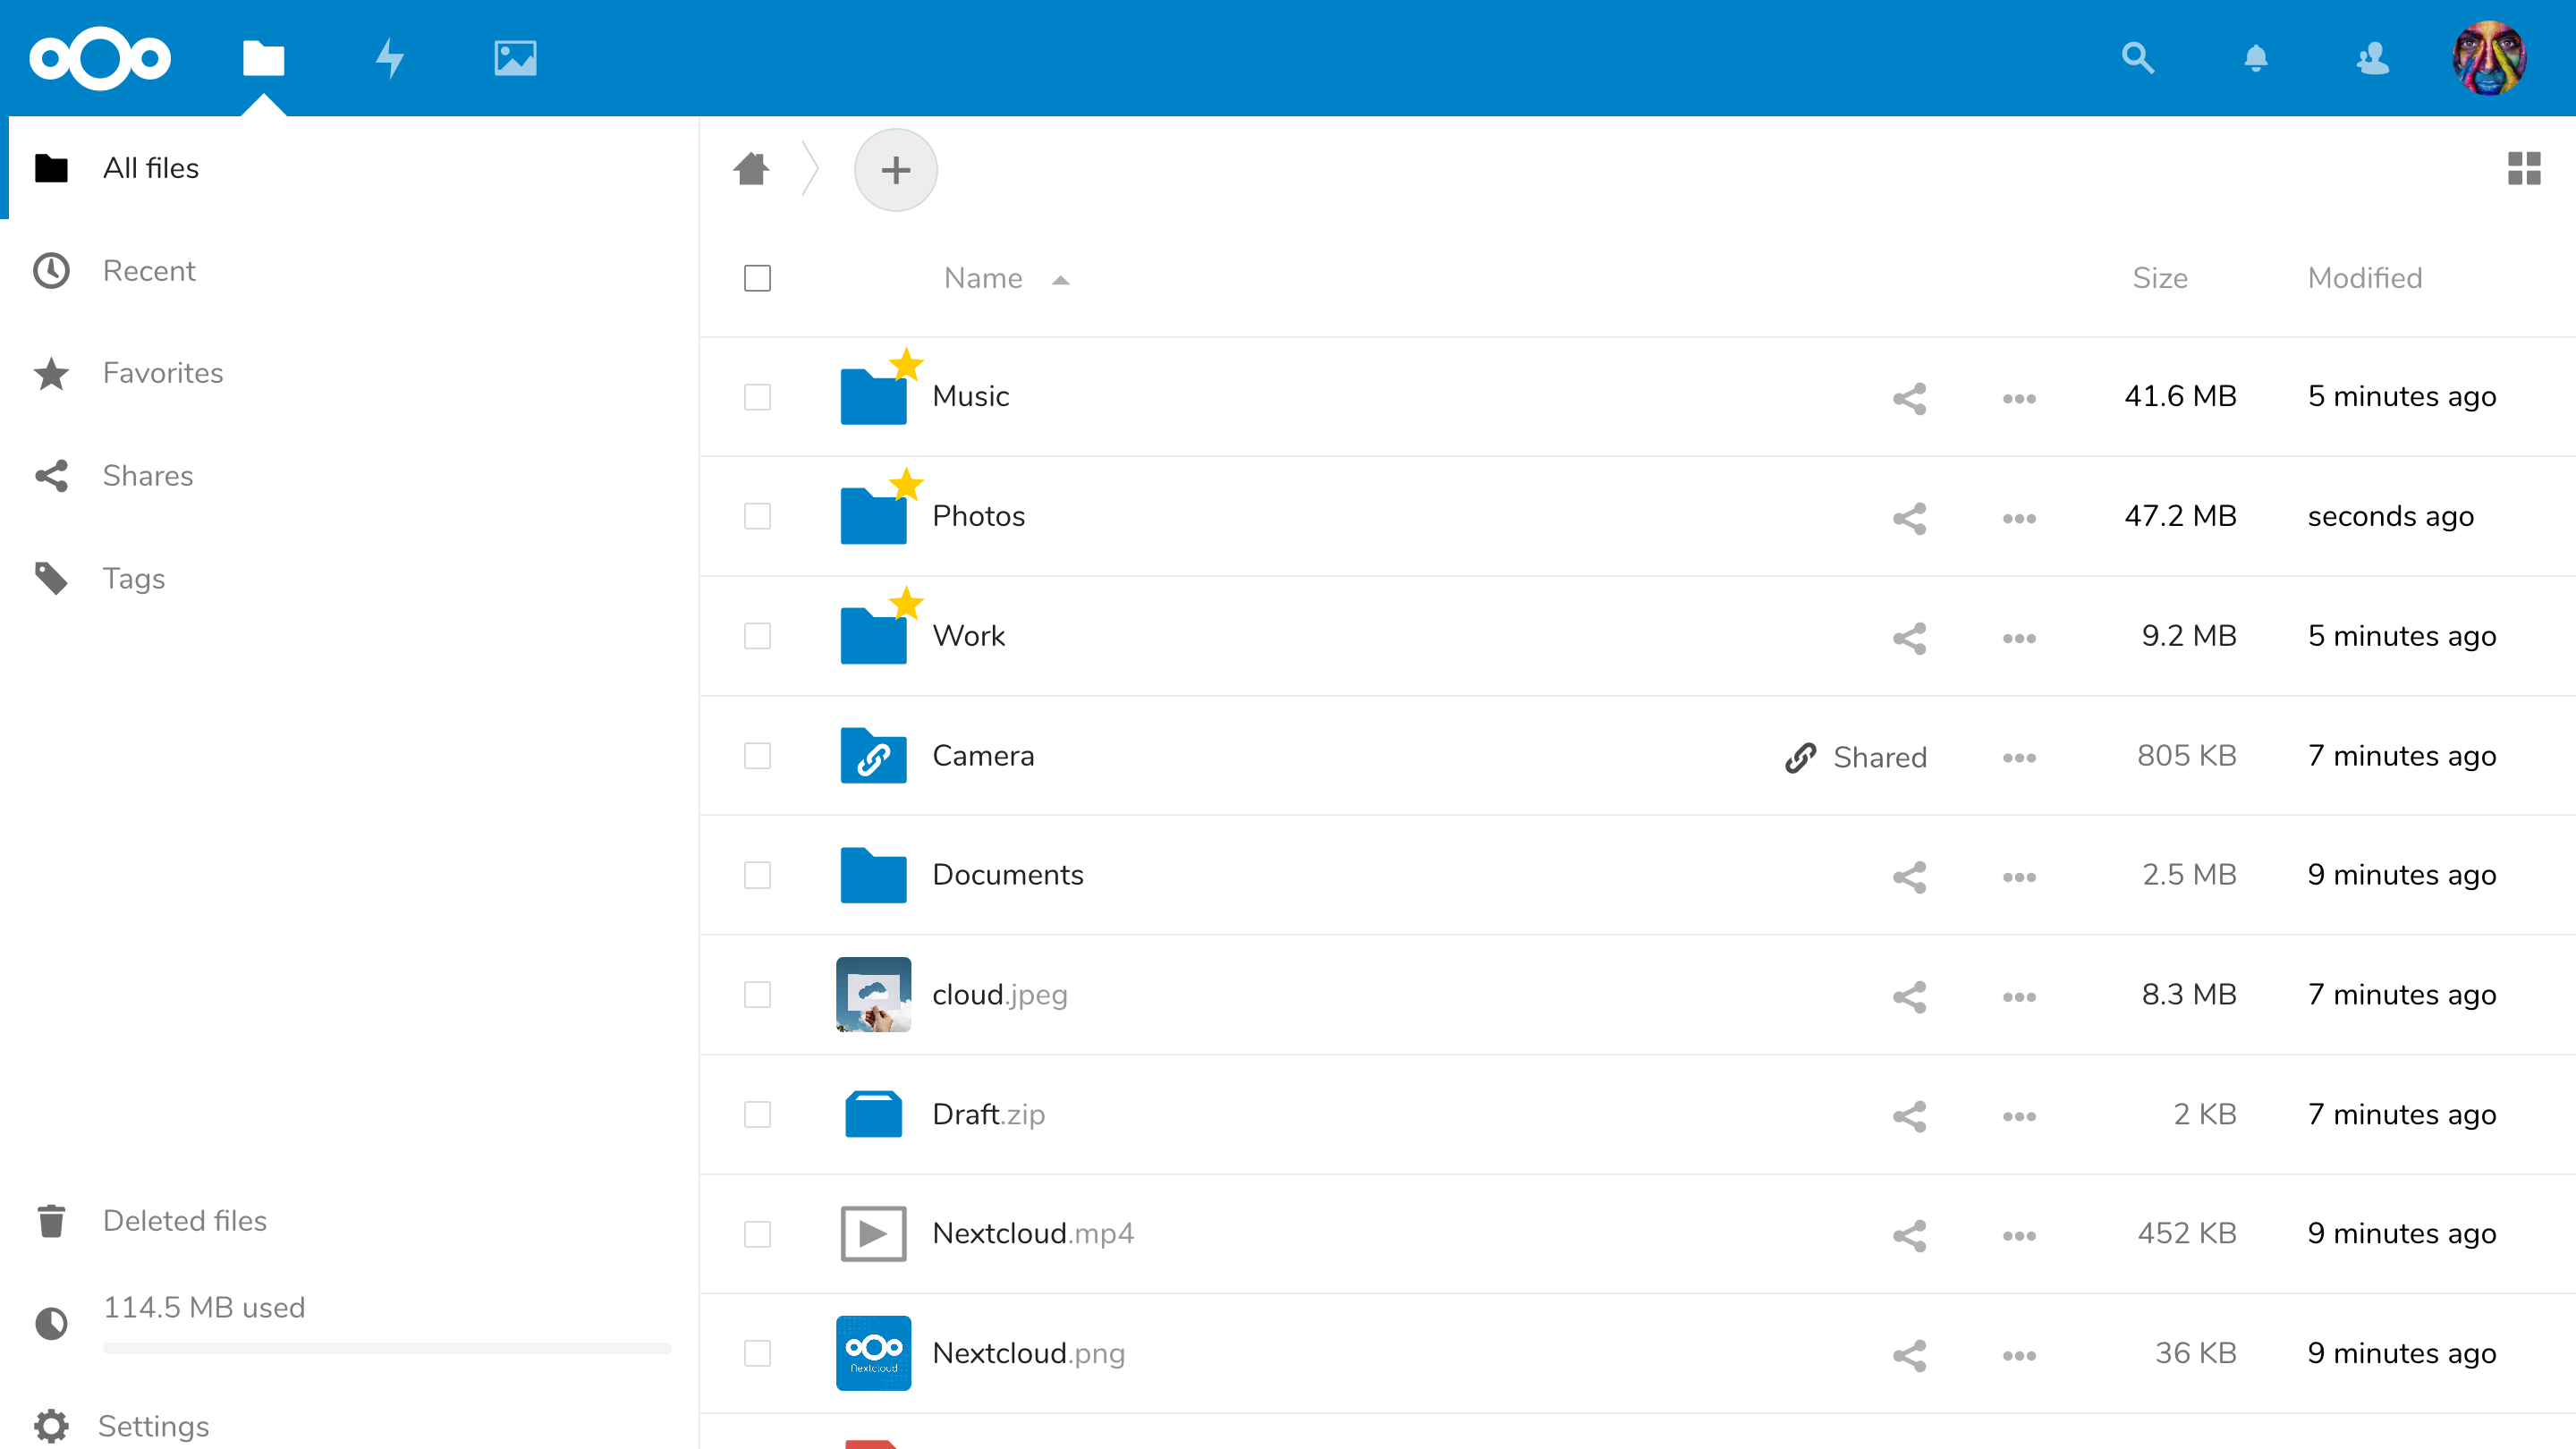 All files
Recent
Favorites
Shares
Tags
Deleted files
114.5 MB used
Settings
Name Size Modified
Music 41.6 MB 5 minutes ago
Photos 47.2 MB seconds ago
Work 9.2 MB 5 minutes ago
Camera Shared 805 KB 7 minutes ago
Documents 2.5 MB 9 minutes ago
cloud.jpeg 8.3 MB 7 minutes ago
Draft.zip 2 KB 7 minutes ago
Nextcloud.mp4 452 KB 9 minutes ago
Nextcloud
Nextcloud.png 36 KB 9 minutes ago